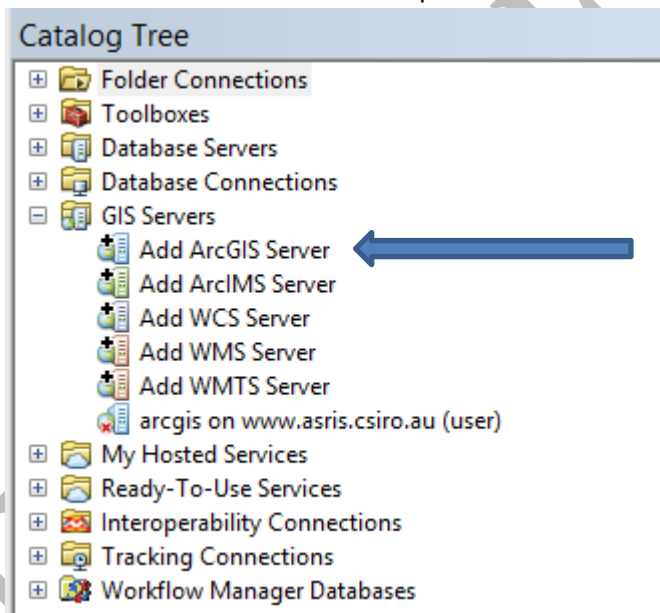 Catalog Tree
Folder Connections
Toolboxes
Database Servers
Database Connections
GIS Servers
Add ArcGIS Server
Add ArcIMS Server
Add WCS Server
Add WMS Server
Add WMTS Server
arcgis on www.asris.csiro.au (user)
My Hosted Services
Ready-To-Use Services
Interoperability Connections
Tracking Connections
Workflow Manager Databases